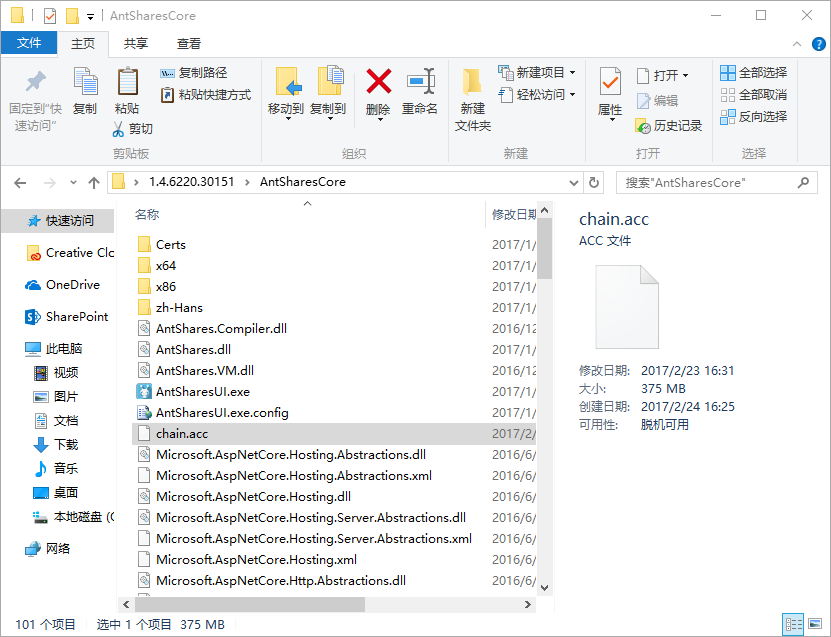 AntSharesCore
文件 主页 共享 查看
固定到“快速访问”
复制
粘贴
复制路径
粘贴快捷方式
剪切
剪贴板
移动到
复制到
删除
重命名
组织
新建文件夹
新建项目
轻松访问
新建
属性
打开
编辑
历史记录
打开
全部选择
全部取消
反向选择
选择
1.4.6220.30151 AntSharesCore
搜索"AntSharesCore"
快速访问
Creative Clo
OneDrive
SharePoint
此电脑
视频
图片
文档
下载
音乐
桌面
本地磁盘 (C
网络
名称 修改日期
Certs 2017/1/
x64 2017/1/
x86 2017/1/
zh-Hans 2017/1/
AntShares.Compiler.dll 2016/12
AntShares.dll 2017/1/
AntShares.VM.dll 2016/12
AntSharesUI.exe 2017/1/
AntSharesUI.exe.config 2017/1/
chain.acc 2017/2/
Microsoft.AspNetCore.Hosting.Abstractions.dll 2016/6/
Microsoft.AspNetCore.Hosting.Abstractions.xml 2016/6/
Microsoft.AspNetCore.Hosting.dll 2016/6/
Microsoft.AspNetCore.Hosting.Server.Abstractions.dll 2016/6/
Microsoft.AspNetCore.Hosting.Server.Abstractions.xml 2016/6/
Microsoft.AspNetCore.Hosting.xml 2016/6/
Microsoft.AspNetCore.Http.Abstractions.dll 2016/6/
chain.acc
ACC 文件
修改日期: 2017/2/23 16:31
大小: 375 MB
创建日期: 2017/2/24 16:25
可用性: 脱机可用
101 个项目 选中 1 个项目 375 MB